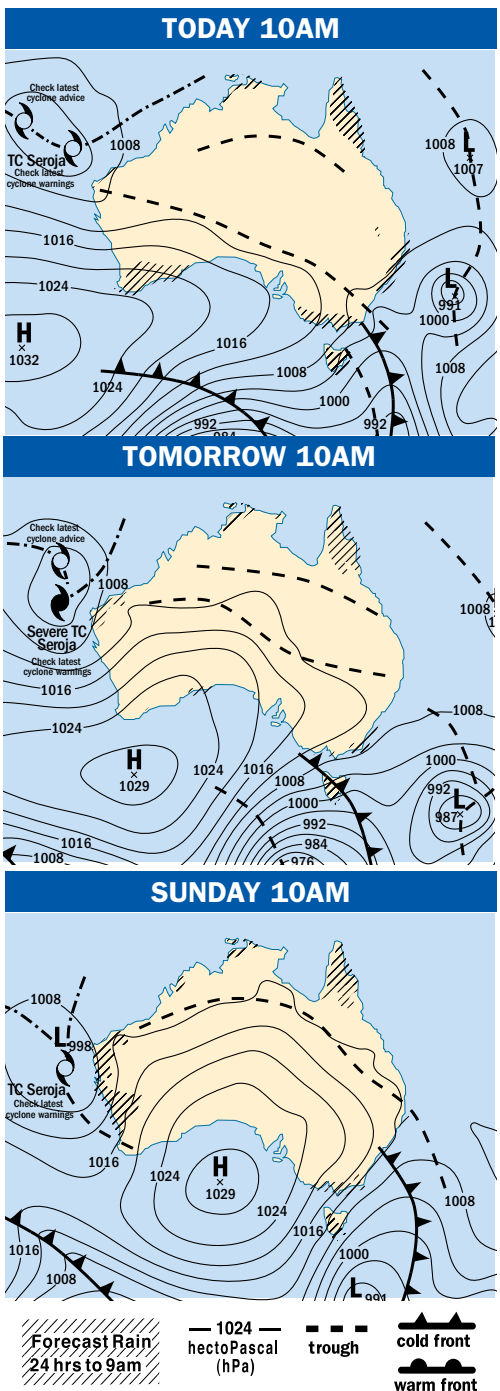 TODAY 10AM
Check latest
cyclone advice
TC Seroja
Check latest
cyclone warnings
1008
1008
L
1007
1016
1024
L
991
1000
H
1032
1016
1024
1008
1008
1000
992
984
992
TOMORROW 10AM
Check latest
cyclone advice
1008
Severe TC
Seroja
Check latest
cyclone warnings
1008
1016
1024
1008
H
1029
1024
1016
1008
1000
1000
992
L
987
992
984
976
1016
1008
SUNDAY 10AM
1008
L
998
TC Seroja
Check latest
cyclone warnings
1016
1024
H
1029
1024
1008
1016
1000
1016
1008
L
991
Forecast Rain
24 hrs to 9am
1024
hectoPascal
(hPa)
trough
cold front
warm front